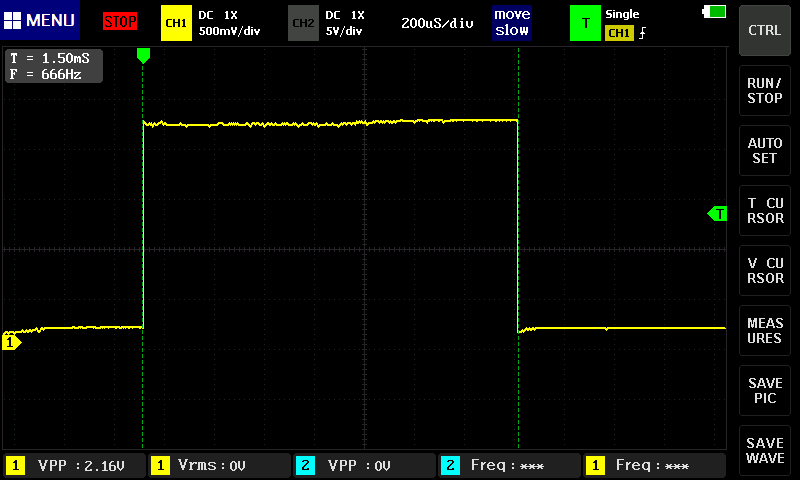 MENU
STOP
CH1
DC 1X
500mV/div
CH2
DC 1X
5V/div
200uS/div
move
slow
T
Single
CH1
CTRL
T = 1.50mS
F = 666Hz
RUN/
STOP
AUTO
SET
T CU
RSOR
T
V CU
RSOR
1
MEAS
URES
SAVE
PIC
SAVE
WAVE
1 VPP :2.16V
1 Vrms:0V
2 VPP :0V
2 Freq:***
1 Freq:***